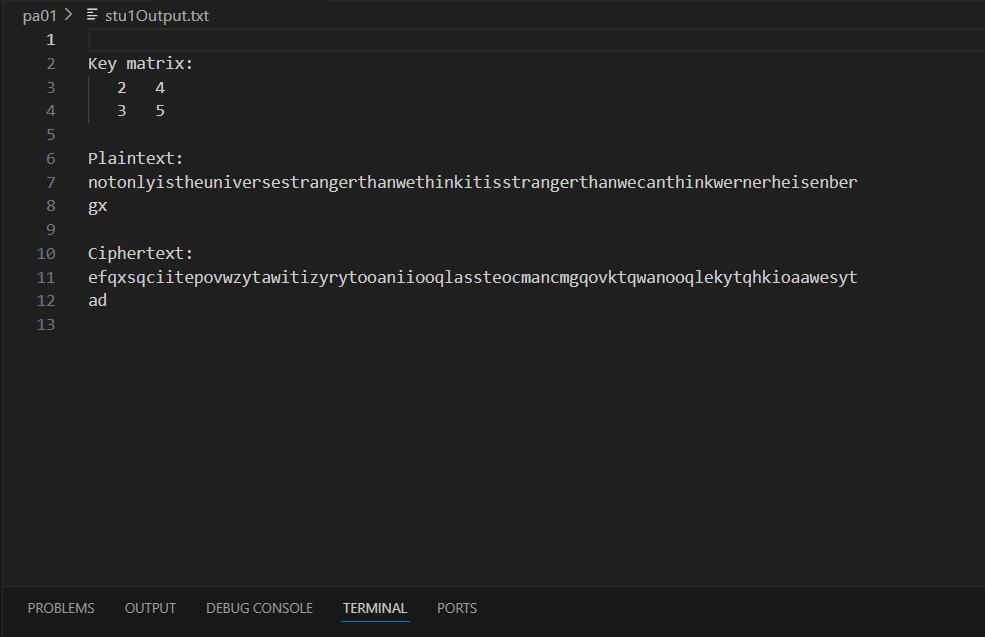 pa01 > stu1Output.txt
1
2 Key matrix:
3 2 4
4 3 5
5
6 Plaintext:
7 notonlyistheuniversestrangerthanwethinkitisstrangerthanwecanthinkwernerheisenber
8 gx
9
10 Ciphertext:
11 efqxsqciitepovwzytawitizyrytooaniiooqlassteocmancmgqovktqwanooqlekytqhkioaawesyt
12 ad
13
PROBLEMS OUTPUT DEBUG CONSOLE TERMINAL PORTS